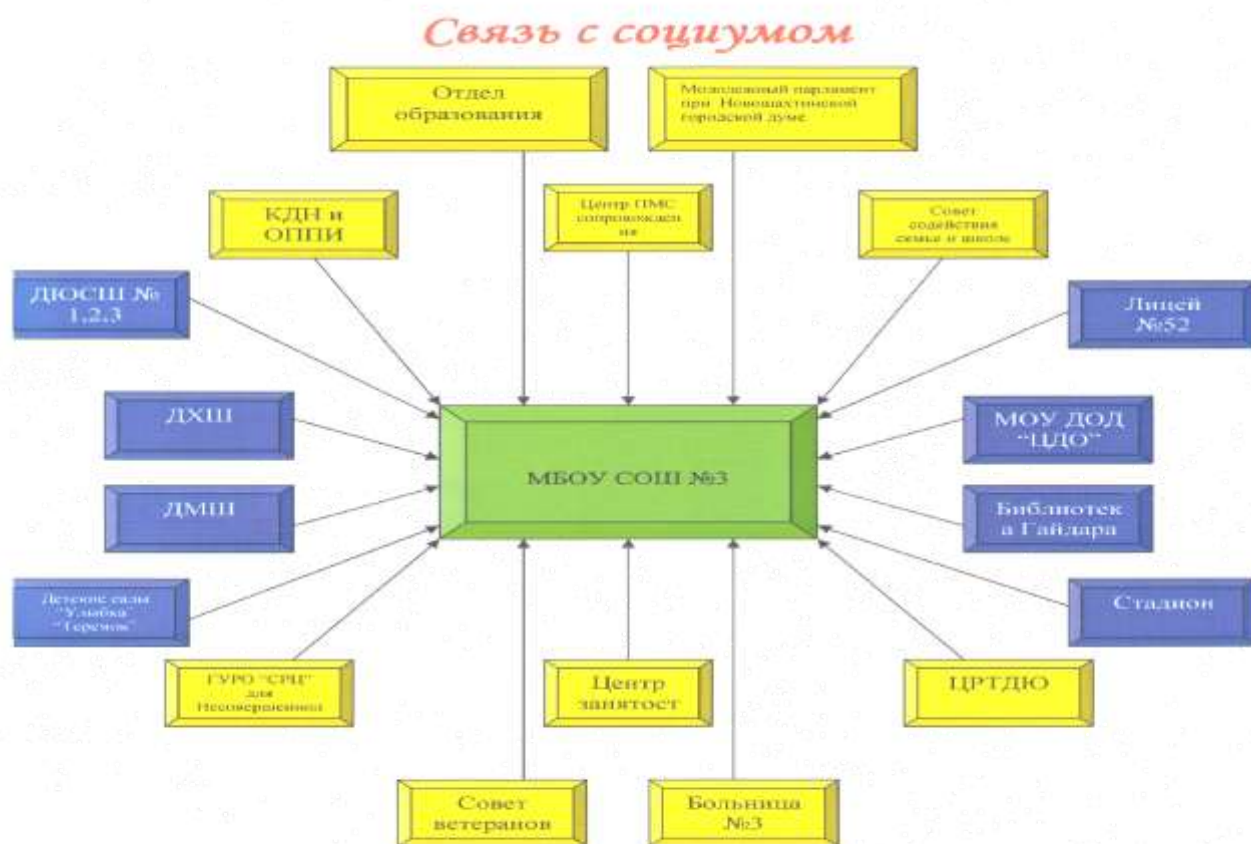 Связь с социумом
Отдел
образования
Молодежный парламент
при Новошахтинской
городской думе
КДН и
ОППН
Центр ПМС
сопровожден
ия
Совет
содействия
семье и школе
ДЮСШ №
1,2,3
Лицей
№52
ДХШ
МОУ ДОД
“ЦДО”
МБОУ СОШ №3
ДМШ
Библиотек
а Гайдара
Детские сады
“Улыбка”
“Теремок”
Стадион
ГУРО “СРЦ”
для
Несовершеннол
Центр
занятост
ЦРТДЮ
Совет
ветеранов
Больница
№3